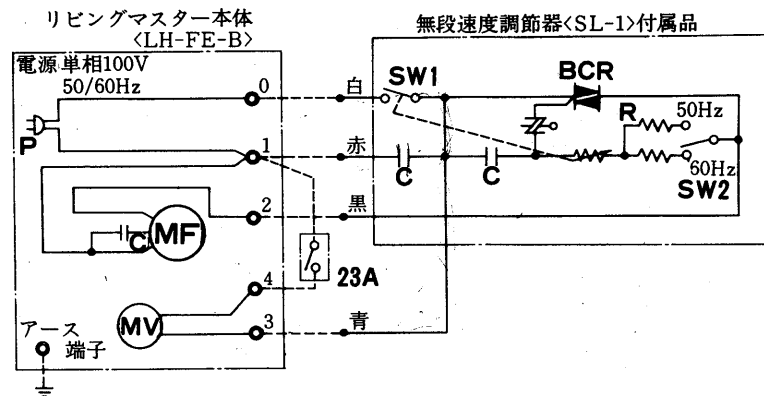 リビングマスター本体
<LH-FE-B>
無段速度調節器<SL-1>付属品
電源単相100V
50/60Hz
P
0
1
2
4
3
白
赤
黒
青
SW1
BCR
R
50Hz
60Hz
SW2
C
C
C
MF
23A
MV
アース
端子